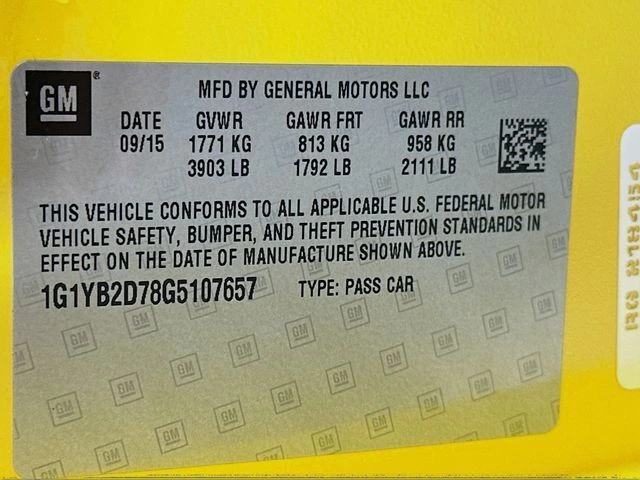 GM ®
MFD BY GENERAL MOTORS LLC
DATE GVWR GAWR FRT GAWR RR
09/15 1771 KG 813 KG 958 KG
3903 LB 1792 LB 2111 LB
THIS VEHICLE CONFORMS TO ALL APPLICABLE U.S. FEDERAL MOTOR
VEHICLE SAFETY, BUMPER, AND THEFT PREVENTION STANDARDS IN
EFFECT ON THE DATE OF MANUFACTURE SHOWN ABOVE.
1G1YB2D78G5107657 TYPE: PASS CAR